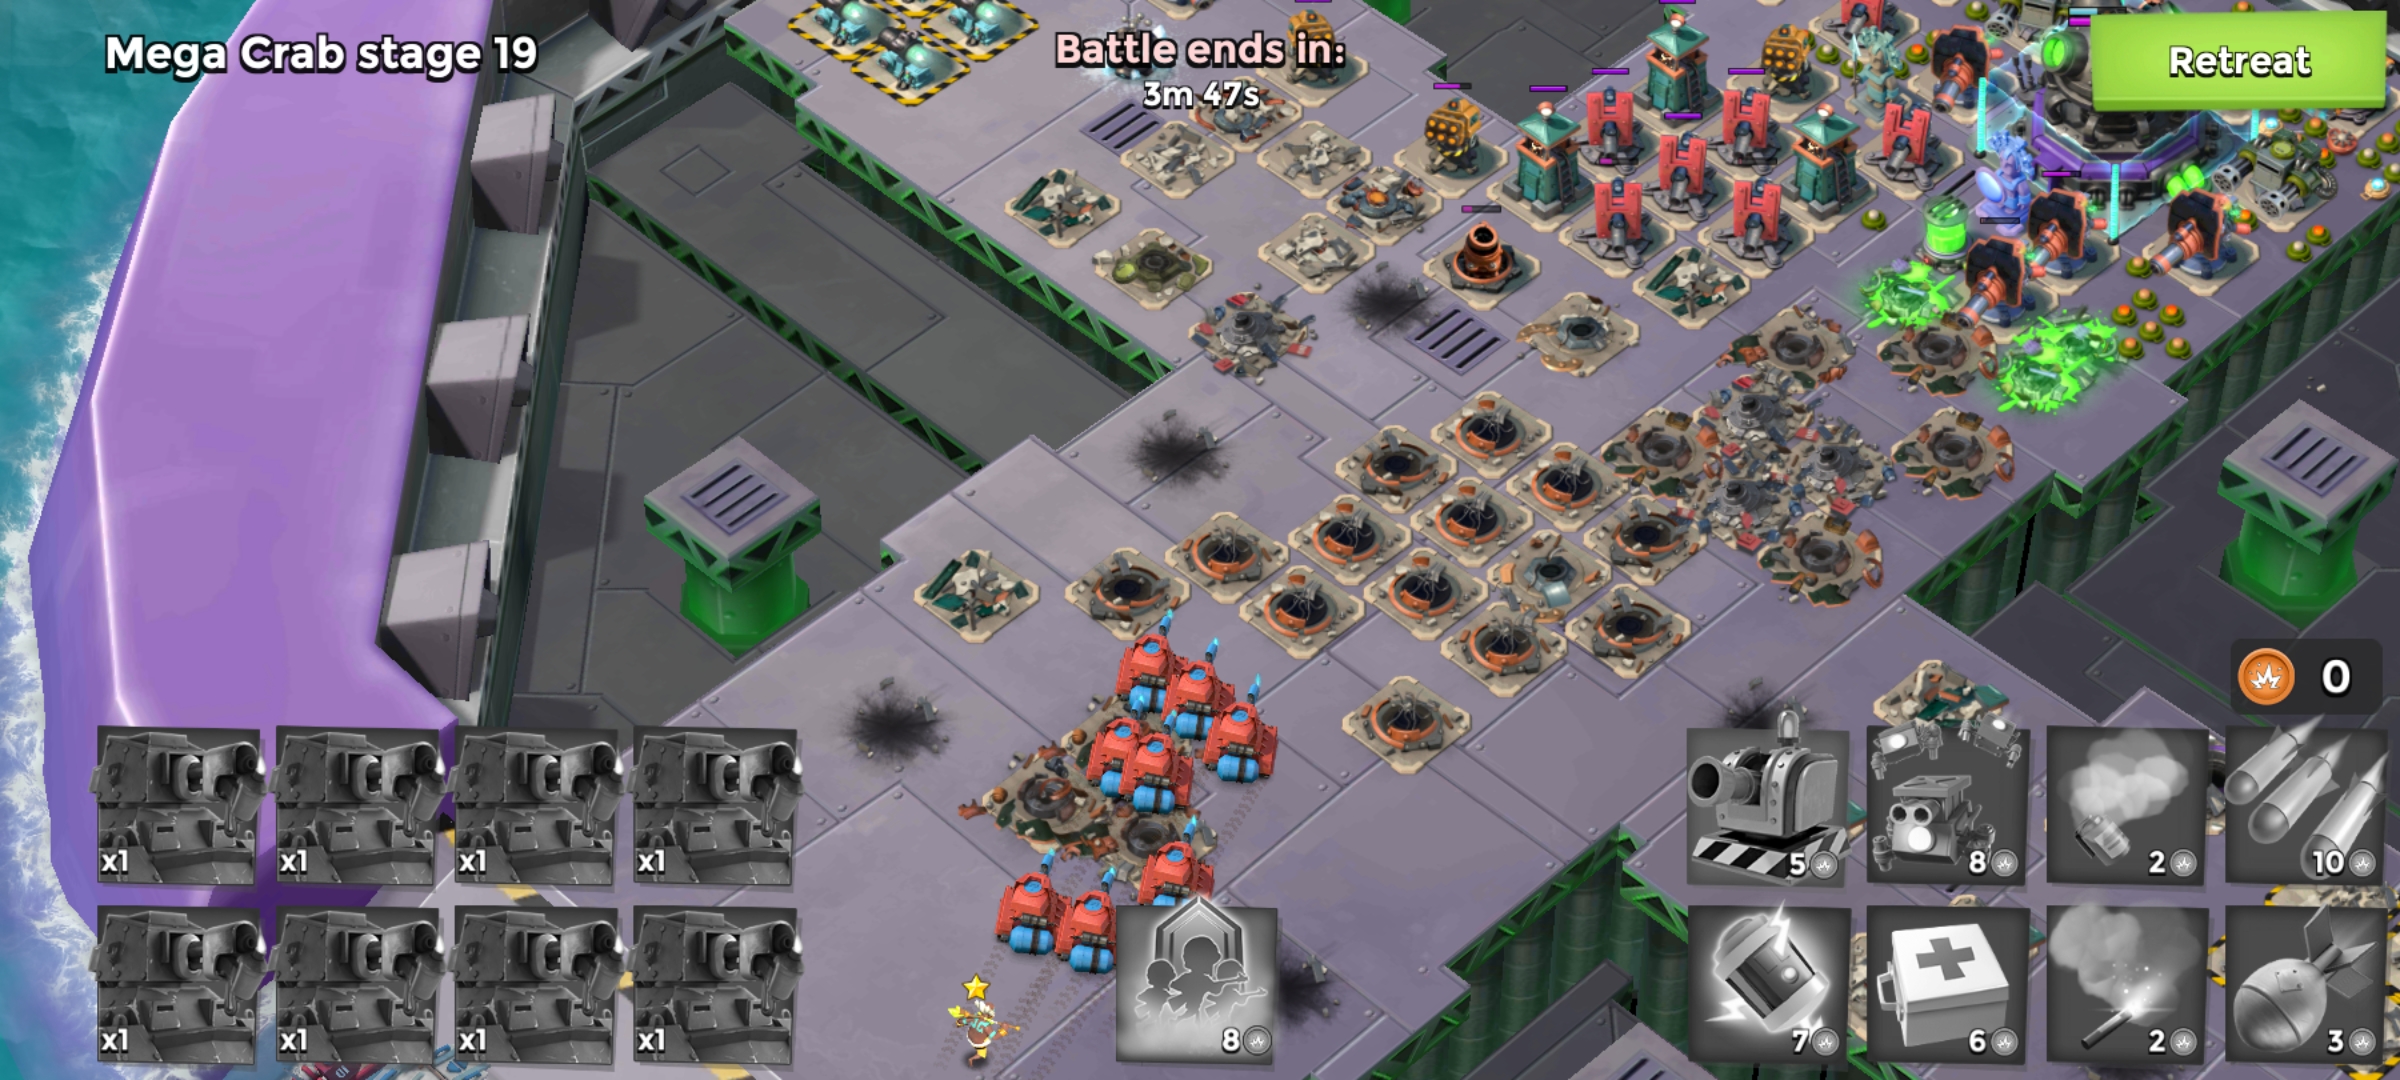 Mega Crab stage 19
Battle ends in:
3m 47s
Retreat
0
x1
x1
x1
x1
5
8
2
10
x1
x1
x1
x1
8
7
6
2
3